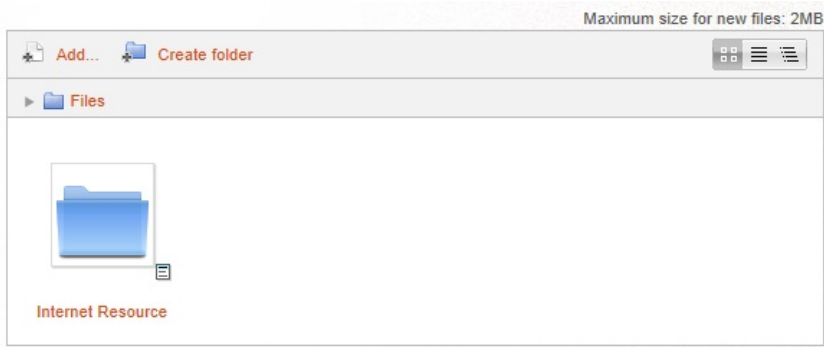 Maximum size for new files: 2MB
Add... Create folder
Files
Internet Resource